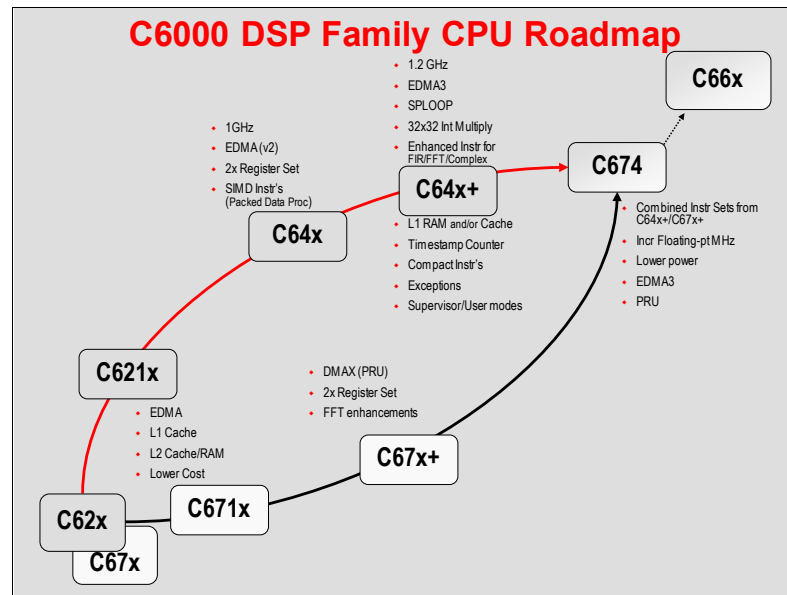 C6000 DSP Family CPU Roadmap
1.2 GHz
EDMA3
SPLOOP
32x32 Int Multiply
Enhanced Instr for
FIR/FFT/Complex
C66x
1GHz
EDMA (v2)
2x Register Set
SIMD Instr's
(Packed Data Proc)
C674
C64x+
C64x
L1 RAM and/or Cache
Timestamp Counter
Compact Instr's
Exceptions
Supervisor/User modes
Combined Instr Sets from
C64x+/C67x+
Incr Floating-pt MHz
Lower power
EDMA3
PRU
C621x
EDMA
L1 Cache
L2 Cache/RAM
Lower Cost
DMAX (PRU)
2x Register Set
FFT enhancements
C67x+
C671x
C62x
C67x